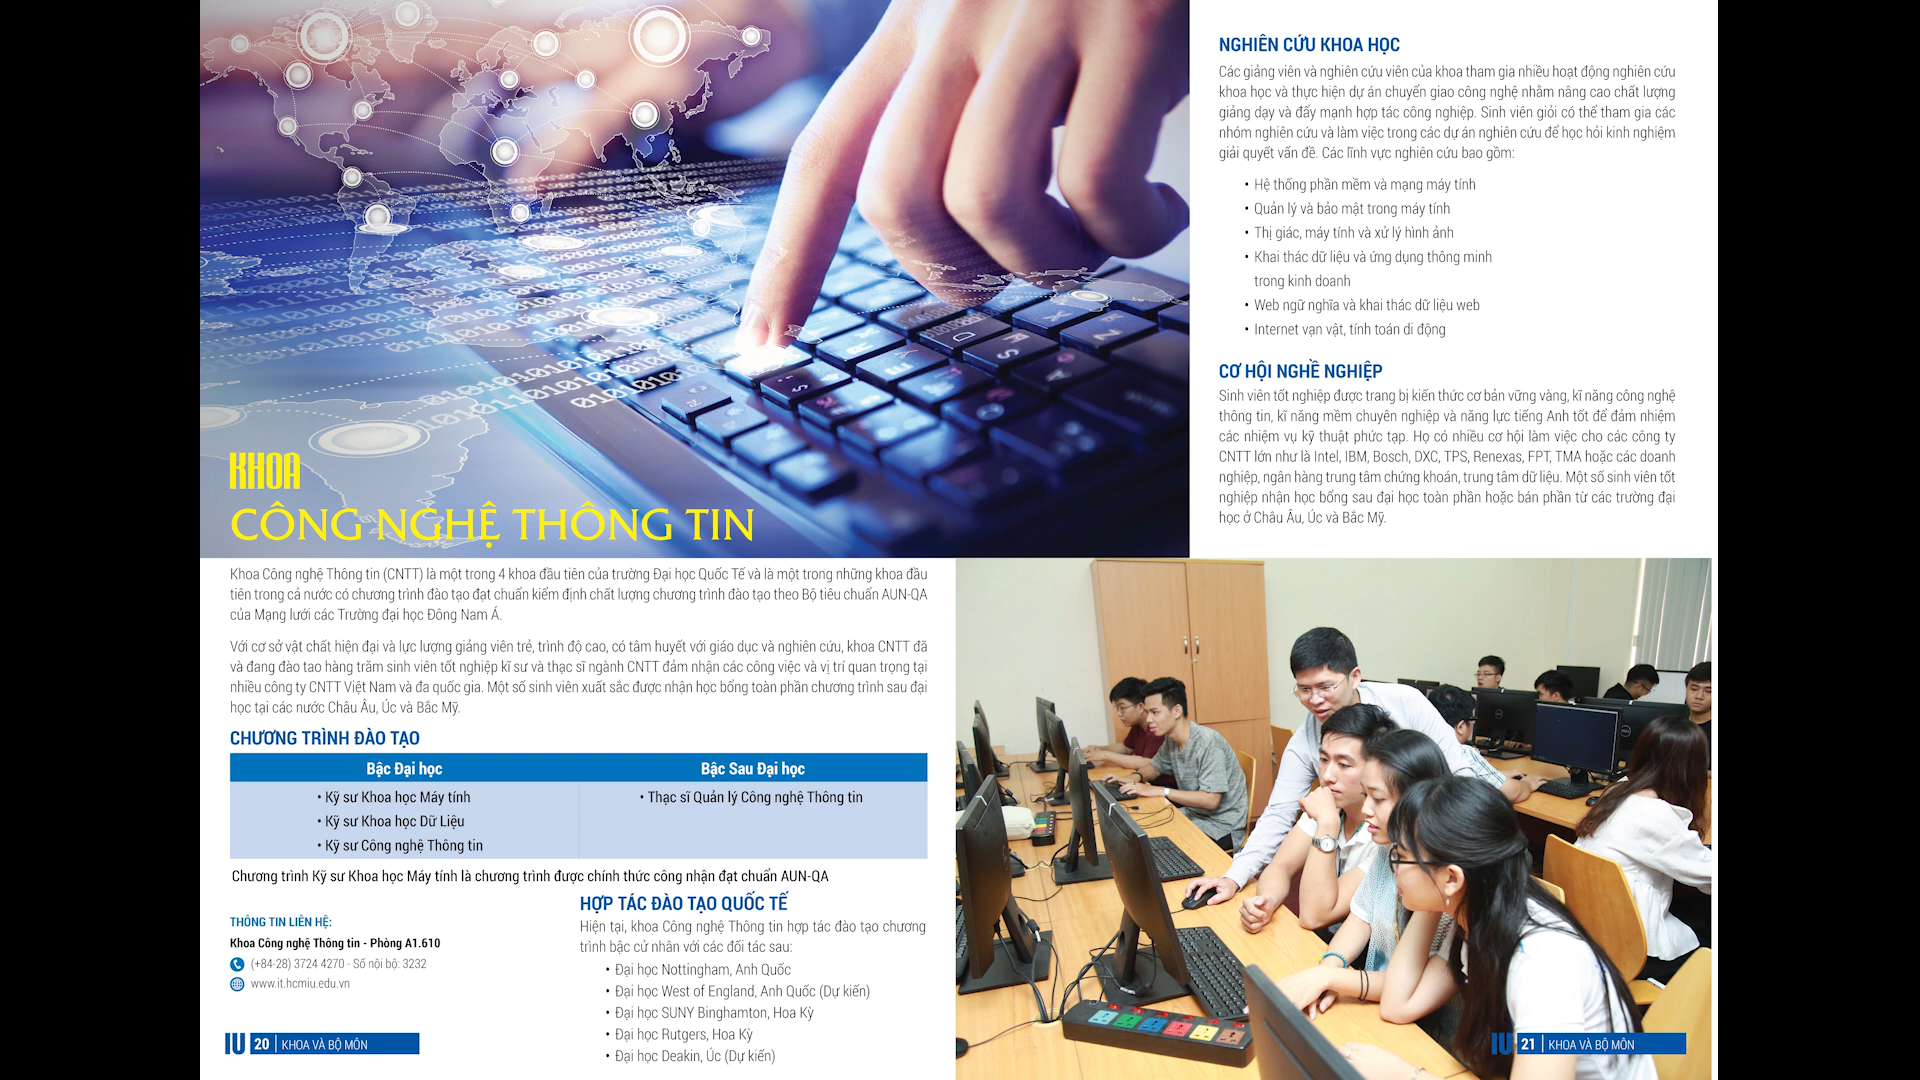 KHOA
CÔNG NGHỆ THÔNG TIN
Khoa Công nghệ Thông tin (CNTT) là một trong 4 khoa đầu tiên của trường Đại học Quốc Tế và là một trong những khoa đầu
tiên trong cả nước có chương trình đào tạo đạt chuẩn kiểm định chất lượng chương trình đào tạo theo Bộ tiêu chuẩn AUN-QA
của Mạng lưới các Trường đại học Đông Nam Á.
Với cơ sở vật chất hiện đại và lực lượng giảng viên trẻ, trình độ cao, có tâm huyết với giáo dục và nghiên cứu, khoa CNTT đã
và đang đào tạo hàng trăm sinh viên tốt nghiệp kĩ sư và thạc sĩ ngành CNTT đảm nhận các công việc và vị trí quan trọng tại
nhiều công ty CNTT Việt Nam và đa quốc gia. Một số sinh viên xuất sắc được nhận học bổng toàn phần chương trình sau đại
học tại các nước Châu Âu, Úc và Bắc Mỹ.
CHƯƠNG TRÌNH ĐÀO TẠO
Bậc Đại học
Bậc Sau Đại học
• Kỹ sư Khoa học Máy tính
• Thạc sĩ Quản lý Công nghệ Thông tin
• Kỹ sư Khoa học Dữ Liệu
• Kỹ sư Công nghệ Thông tin
Chương trình Kỹ sư Khoa học Máy tính là chương trình được chính thức công nhận đạt chuẩn AUN-QA
THÔNG TIN LIÊN HỆ:
Khoa Công nghệ Thông tin - Phòng A1.610
(+84-28) 3724 4270 - Số nội bộ: 3232
www.it.hcmiu.edu.vn
HỢP TÁC ĐÀO TẠO QUỐC TẾ
Hiện tại, khoa Công nghệ Thông tin hợp tác đào tạo chương
trình bậc cử nhân với các đối tác sau:
• Đại học Nottingham, Anh Quốc
• Đại học West of England, Anh Quốc (Dự kiến)
• Đại học SUNY Binghamton, Hoa Kỳ
• Đại học Rutgers, Hoa Kỳ
• Đại học Deakin, Úc (Dự kiến)
IU 20 | KHOA VÀ BỘ MÔN
NGHIÊN CỨU KHOA HỌC
Các giảng viên và nghiên cứu viên của khoa tham gia nhiều hoạt động nghiên cứu
khoa học và thực hiện dự án chuyển giao công nghệ nhằm nâng cao chất lượng
giảng dạy và đẩy mạnh hợp tác công nghiệp. Sinh viên giỏi có thể tham gia các
nhóm nghiên cứu và làm việc trong các dự án nghiên cứu để học hỏi kinh nghiệm
giải quyết vấn đề. Các lĩnh vực nghiên cứu bao gồm:
• Hệ thống phần mềm và mạng máy tính
• Quản lý và bảo mật trong máy tính
• Thị giác, máy tính và xử lý hình ảnh
• Khai thác dữ liệu và ứng dụng thông minh
trong kinh doanh
• Web ngữ nghĩa và khai thác dữ liệu web
• Internet vạn vật, tính toán di động
CƠ HỘI NGHỀ NGHIỆP
Sinh viên tốt nghiệp được trang bị kiến thức cơ bản vững vàng, kĩ năng công nghệ
thông tin, kĩ năng mềm chuyên nghiệp và năng lực tiếng Anh tốt để đảm nhiệm
các nhiệm vụ kỹ thuật phức tạp. Họ có nhiều cơ hội làm việc cho các công ty
CNTT lớn như là Intel, IBM, Bosch, DXC, TPS, Renexas, FPT, TMA hoặc các doanh
nghiệp, ngân hàng trung tâm chứng khoán, trung tâm dữ liệu. Một số sinh viên tốt
nghiệp nhận học bổng sau đại học toàn phần hoặc bán phần từ các trường đại
học ở Châu Âu, Úc và Bắc Mỹ.
IU 21 | KHOA VÀ BỘ MÔN